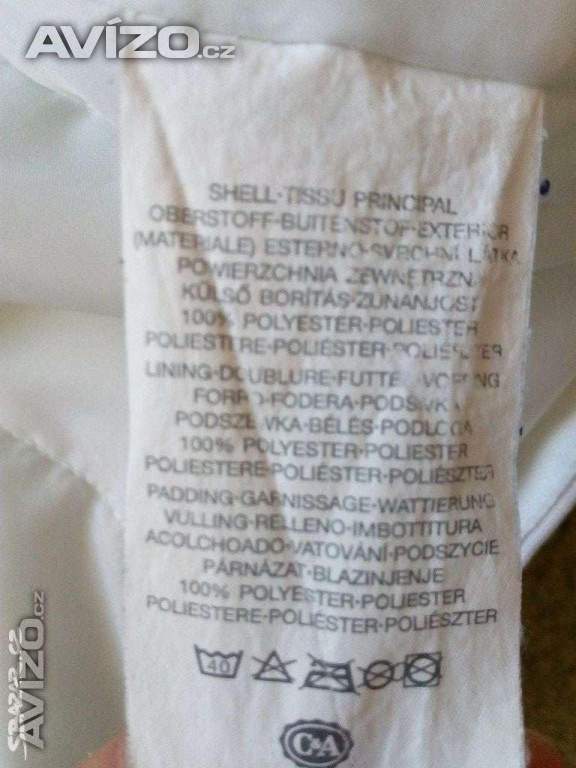 AVÍZO.cz
SHELL·TISSU PRINCIPAL
OBERSTOFF·BUITENSTOF·EXTERIOR
(MATERIALE) ESTERNO·SVRCHNÍ LÁTKA
POWIERZCHNIA ZEWNĘTRZN
KÜLSŐ BORÍTÁS·ZUNANJOST
100% POLYESTER·POLIESTER
POLIESTERE·POLIÉSTER·POLIÉSZTER
LINING·DOUBLURE·FUTTE VOERING
FORRO·FODERA·PODŠÍVKA
PODSZEWKA·BÉLÉS·PODLOGA
100% POLYESTER·POLIESTER
POLIESTERE·POLIÉSTER·POLIÉSZTER
PADDING·GARNISSAGE·WATTIERUNG
VULLING·RELLENO·IMBOTTITURA
ACOLCHOADO·VATOVÁNÍ·PODSZYCIE
PÁRNÁZAT·BLAZINJENJE
100% POLYESTER·POLIESTER
POLIESTERE·POLIÉSTER·POLIÉSZTER
40
C&A
AVÍZO.cz